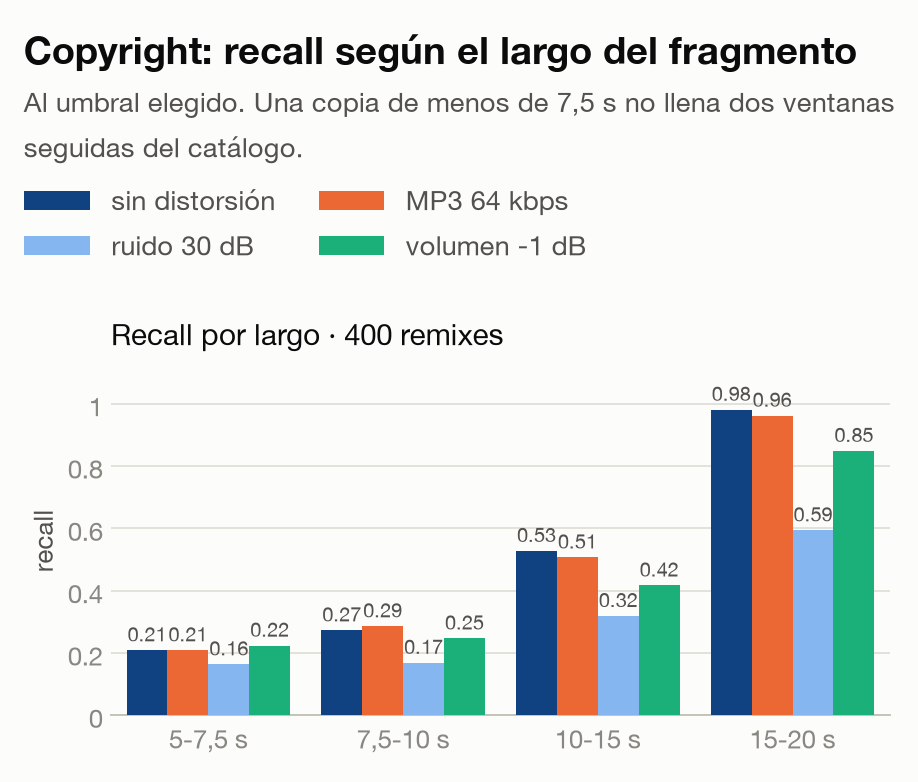 Copyright: recall según el largo del fragmento
Al umbral elegido. Una copia de menos de 7,5 s no llena dos ventanas
seguidas del catálogo.
sin distorsión
MP3 64 kbps
ruido 30 dB
volumen -1 dB
Recall por largo · 400 remixes
recall
1
0.8
0.6
0.4
0.2
0
0.21 0.21 0.16 0.22
0.27 0.29 0.17 0.25
0.53 0.51 0.32 0.42
0.98 0.96 0.59 0.85
5-7,5 s
7,5-10 s
10-15 s
15-20 s